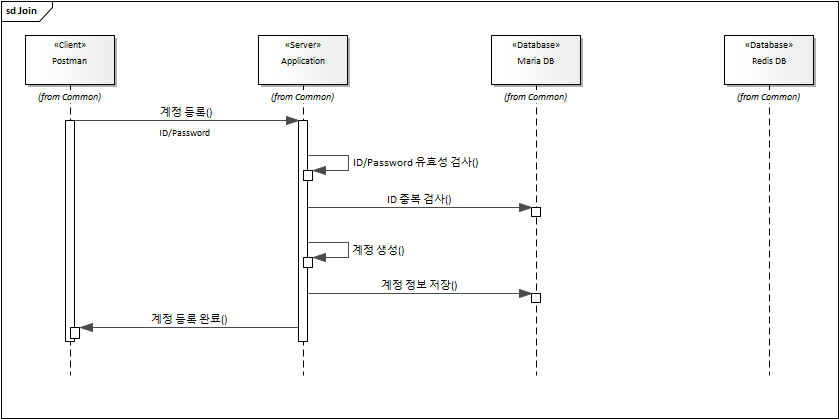 sd Join
«Client»
Postman
(from Common)
«Server»
Application
(from Common)
«Database»
Maria DB
(from Common)
«Database»
Redis DB
(from Common)
계정 등록()
ID/Password
ID/Password 유효성 검사()
ID 중복 검사()
계정 생성()
계정 정보 저장()
계정 등록 완료()